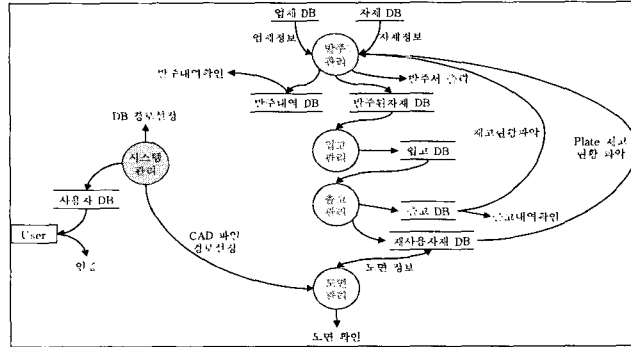 업체 DB
자재 DB
업체정보
자재정보
발주
관리
발주내역확인
발주서 출력
발주내역 DB
발주된자재 DB
DB 경로선정
재고현황파악
Plate 재고
현황 파악
시스템
관리
입고
관리
입고 DB
사용자 DB
출고
관리
출고 DB
출고내역확인
User
CAD 파일
경로선정
재사용자재 DB
인증
도면 정보
도면
관리
도면 확인